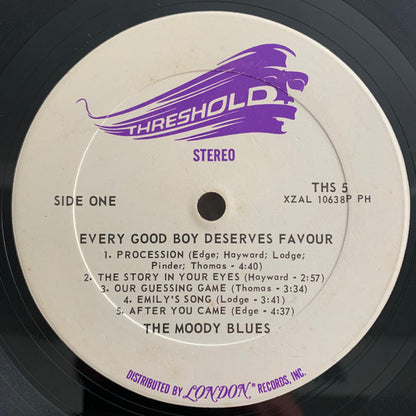 THRESHOLD
STEREO
SIDE ONE
THS 5
XZAL 10638P PH
EVERY GOOD BOY DESERVES FAVOUR
1. PROCESSION (Edge; Hayward; Lodge;
Pinder; Thomas - 4:40)
2. THE STORY IN YOUR EYES (Hayward - 2:57)
3. OUR GUESSING GAME (Thomas - 3:34)
4. EMILY'S SONG (Lodge - 3:41)
5. AFTER YOU CAME (Edge - 4:37)
THE MOODY BLUES
DISTRIBUTED BY LONDON® RECORDS, INC.